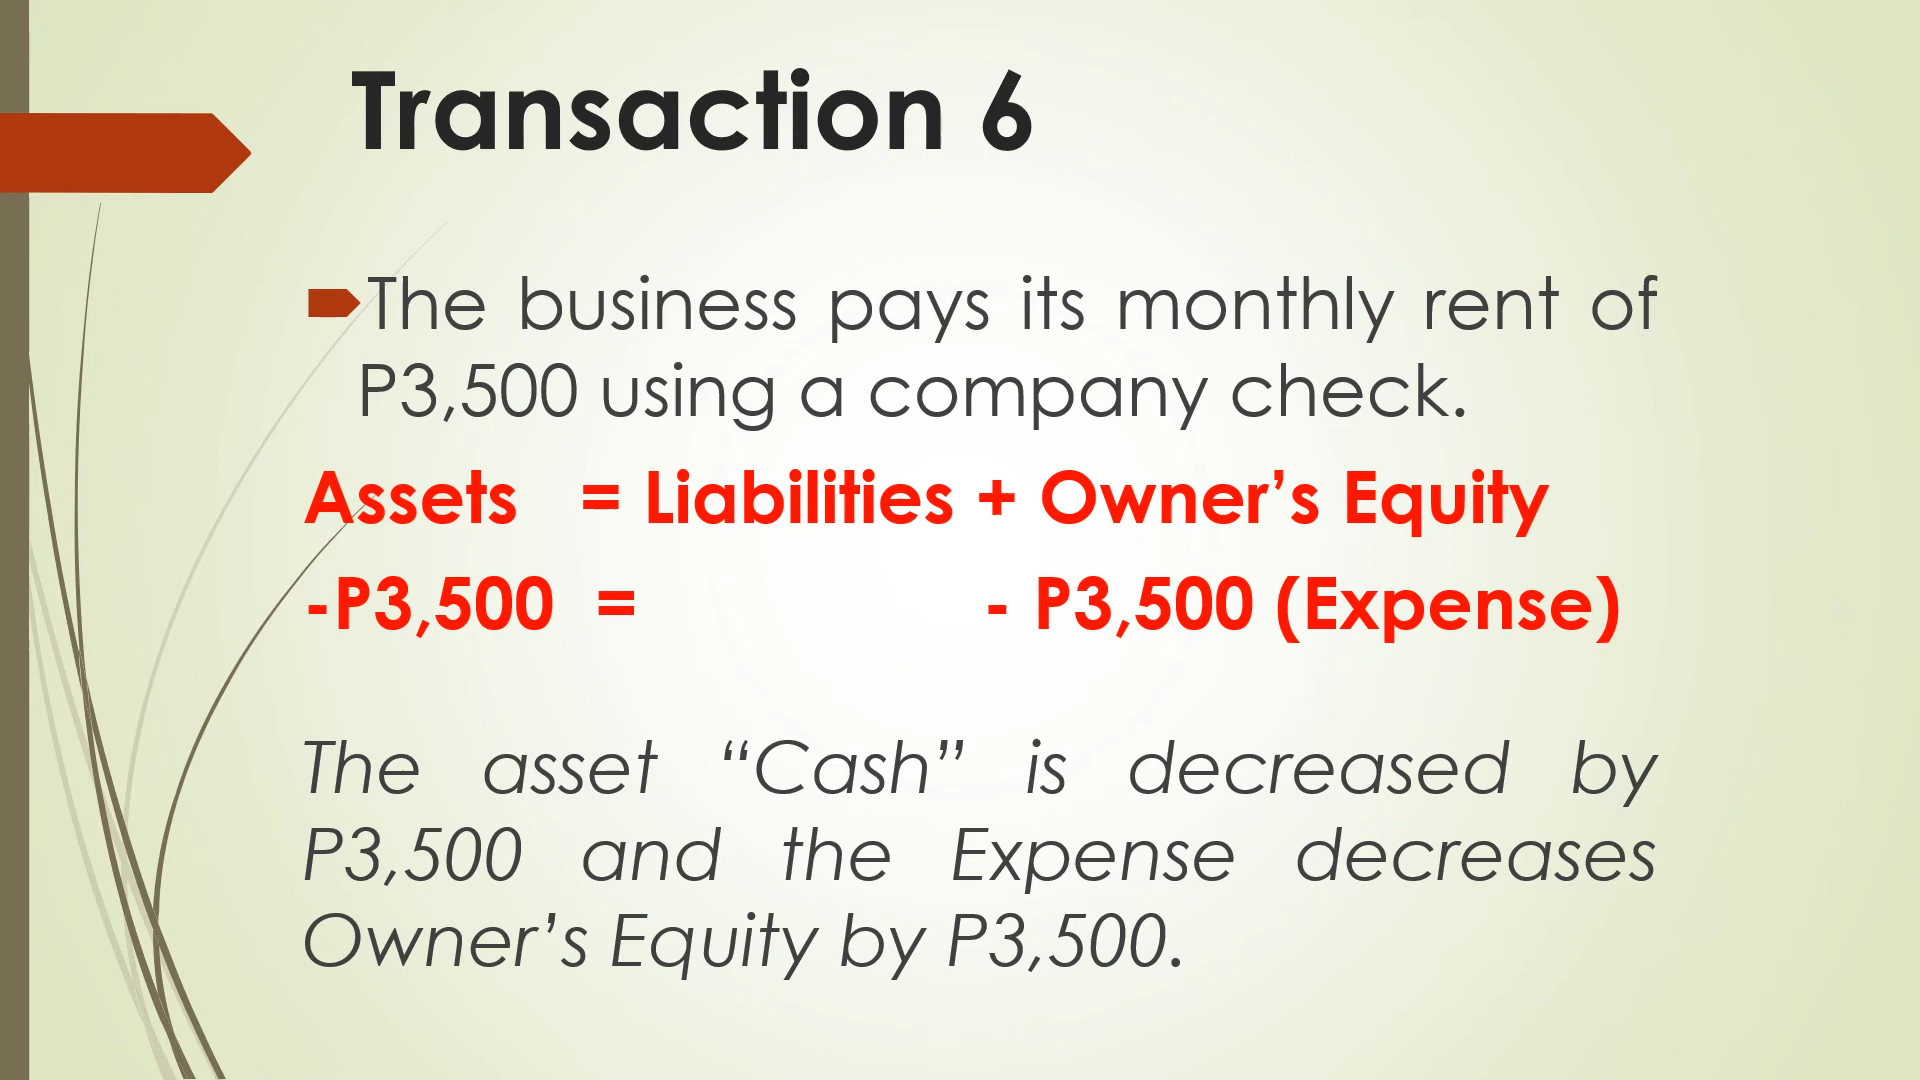 Transaction 6
The business pays its monthly rent of
P3,500 using a company check.
Assets = Liabilities + Owner’s Equity
-P3,500 = - P3,500 (Expense)
The asset “Cash” is decreased by
P3,500 and the Expense decreases
Owner’s Equity by P3,500.